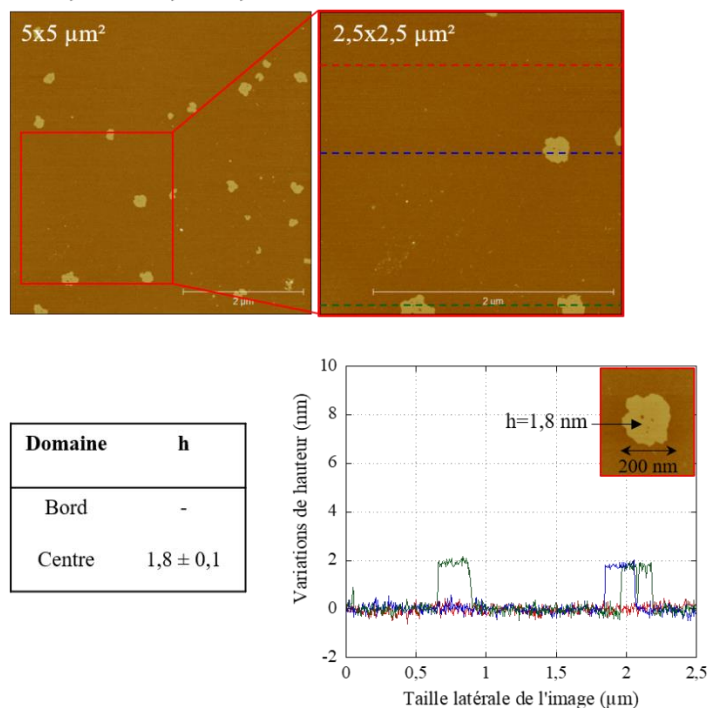 5x5 µm²
2,5x2,5 µm²
2 µm
2 µm
Domaine h
Bord -
Centre 1,8 ± 0,1
Variations de hauteur (nm)
10
8
6
4
2
0
-2
h=1,8 nm
200 nm
0 0,5 1 1,5 2 2,5
Taille latérale de l'image (µm)